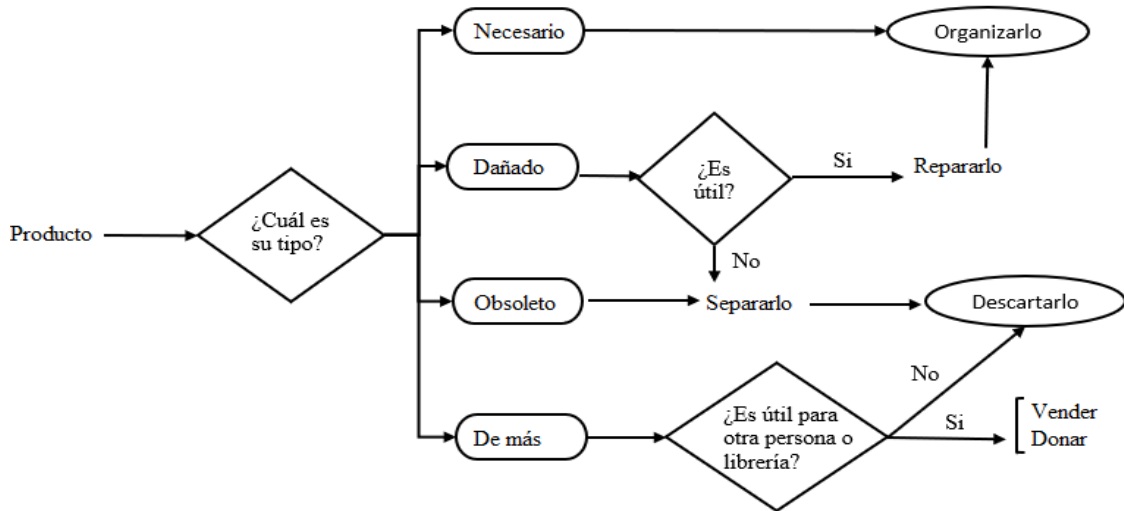 Necesario
Organizarlo
Dañado
¿Es
útil?
Si
Repararlo
Producto
¿Cuál es
su tipo?
No
Obsoleto
Separarlo
Descartarlo
No
De más
¿Es útil para
otra persona o
librería?
Si
Vender
Donar